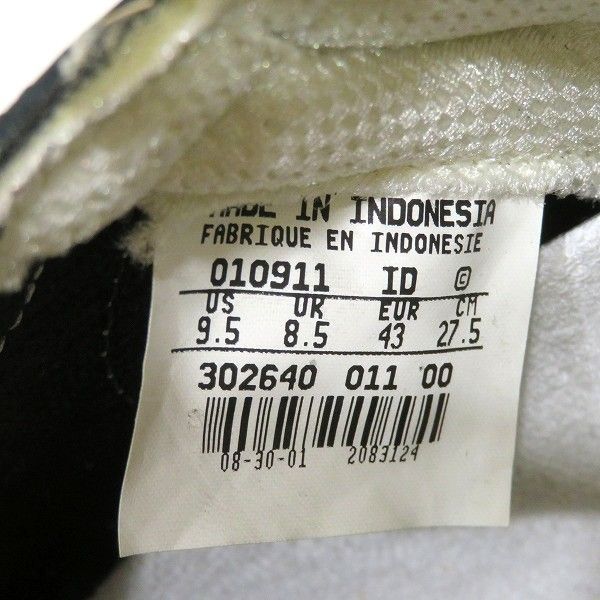 MADE IN INDONESIA
FABRIQUE EN INDONESIE
010911 ID ©
US UK EUR CM
9.5 8.5 43 27.5
302640 011 00
08-30-01 2083124